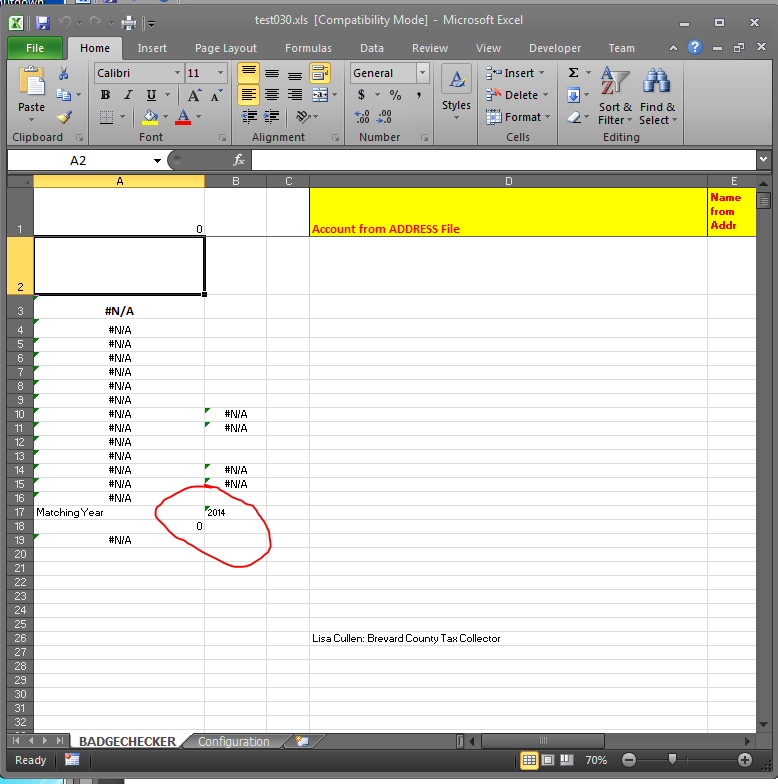 test030.xls [Compatibility Mode] - Microsoft Excel
File Home Insert Page Layout Formulas Data Review View Developer Team
Calibri 11 General Insert Σ
Paste B I U A A $ % , Styles Delete Sort & Filter Find & Select
A .00 .00 Format
Clipboard Font Alignment Number Cells Editing
A2 fx
A B C D E
1 0 Account from ADDRESS File Name from Addr
2
3 #N/A
4 #N/A
5 #N/A
6 #N/A
7 #N/A
8 #N/A
9 #N/A
10 #N/A #N/A
11 #N/A #N/A
12 #N/A
13 #N/A
14 #N/A #N/A
15 #N/A #N/A
16 #N/A
17 Matching Year 2014
18 0
19 #N/A
20
21
22
23
24
25
26 Lisa Cullen: Brevard County Tax Collector
27
28
29
30
31
32
BADGECHECKER Configuration
Ready 70%